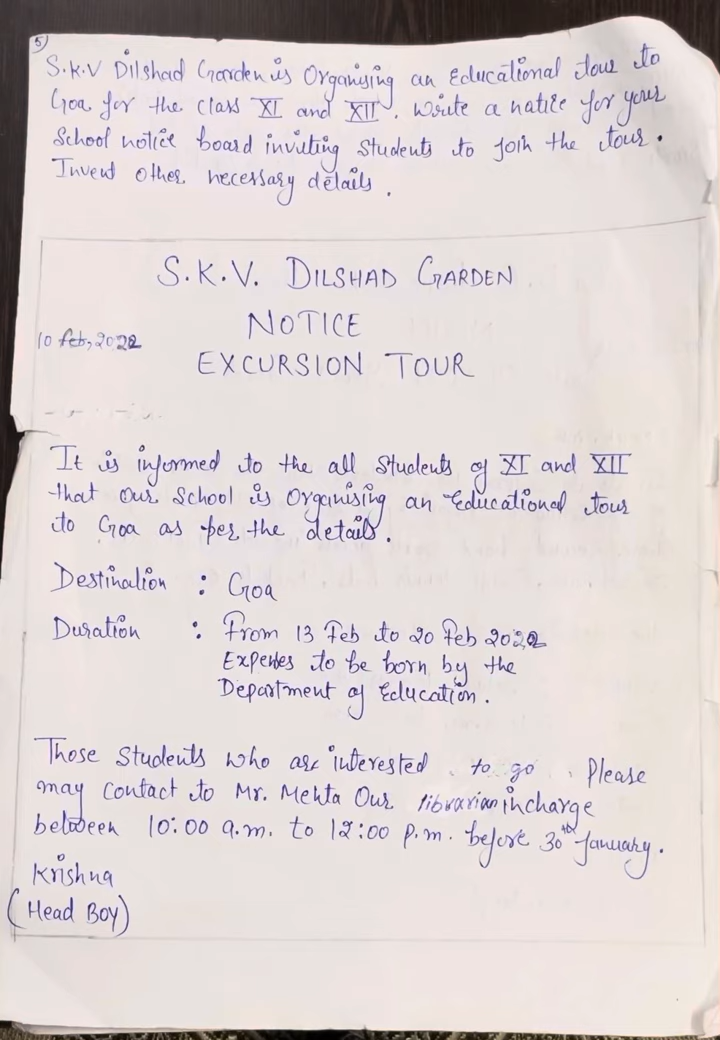 5)
S.K.V Dilshad Garden is Organising an Educational tour to
Goa for the class XI and XII. Write a notice for your
School notice board inviting students to join the tour.
Invent other necessary details.
S.K.V. DILSHAD GARDEN
NOTICE
10 Feb, 2022
EXCURSION TOUR
It is informed to the all students of XI and XII
that our school is organising an Educational tour
to Goa as per the details.
Destination : Goa
Duration : From 13 Feb to 20 Feb 2022
Expenses to be born by the
Department of Education.
Those Students who are interested to go Please
may contact to Mr. Mehta Our librarian incharge
between 10:00 a.m. to 12:00 p.m. before 30th January.
Krishna
(Head Boy)